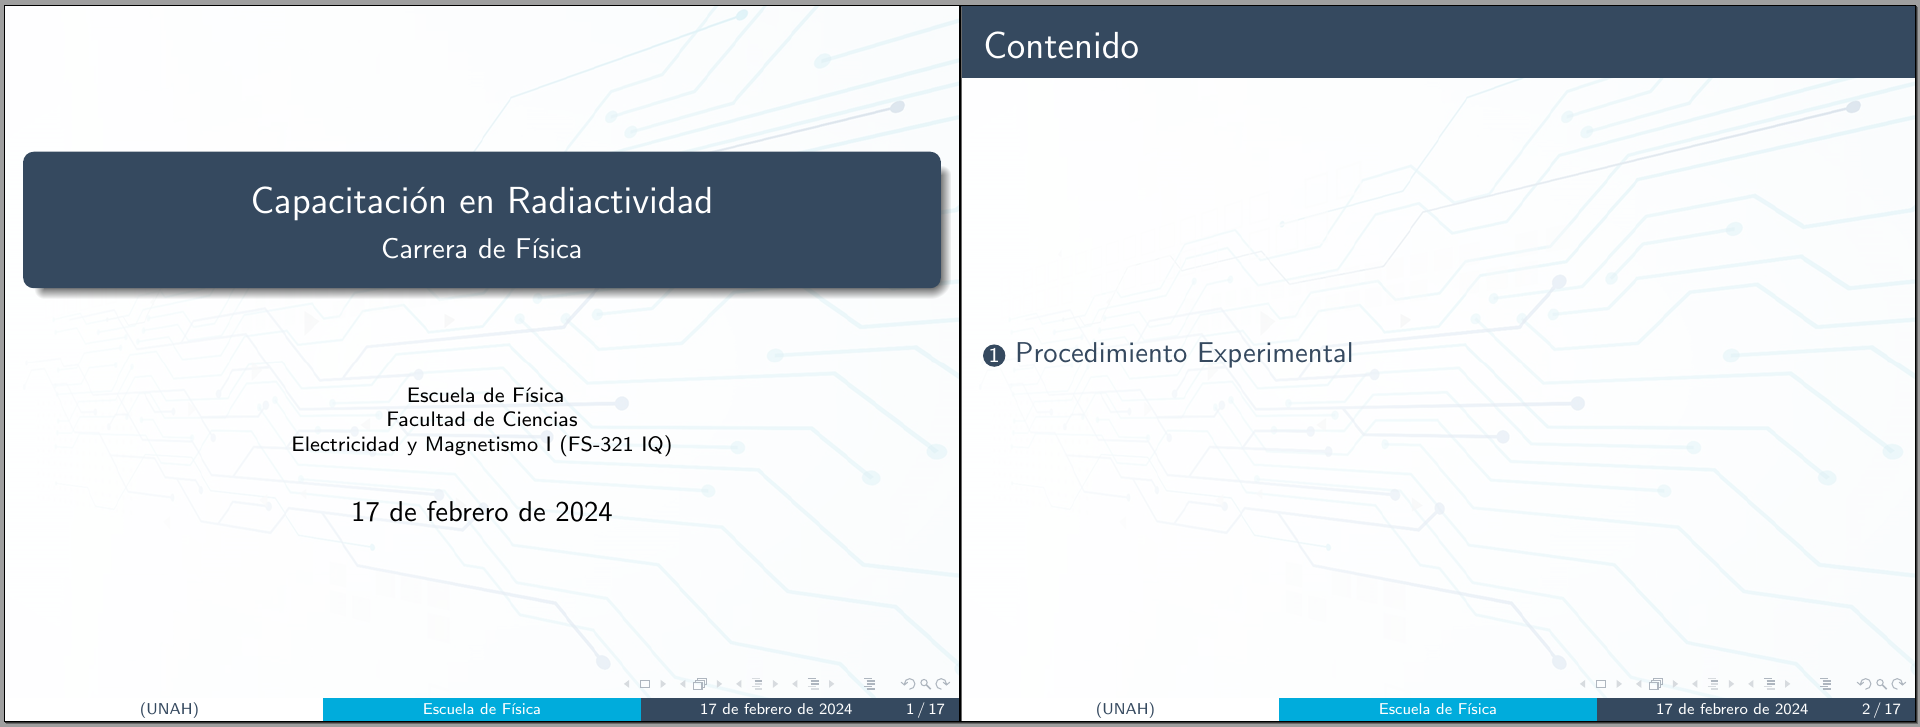 Capacitación en Radiactividad
Carrera de Física
Escuela de Física
Facultad de Ciencias
Electricidad y Magnetismo I (FS-321 IQ)
17 de febrero de 2024
(UNAH) Escuela de Física 17 de febrero de 2024 1 / 17
Contenido
1 Procedimiento Experimental
(UNAH) Escuela de Física 17 de febrero de 2024 2 / 17